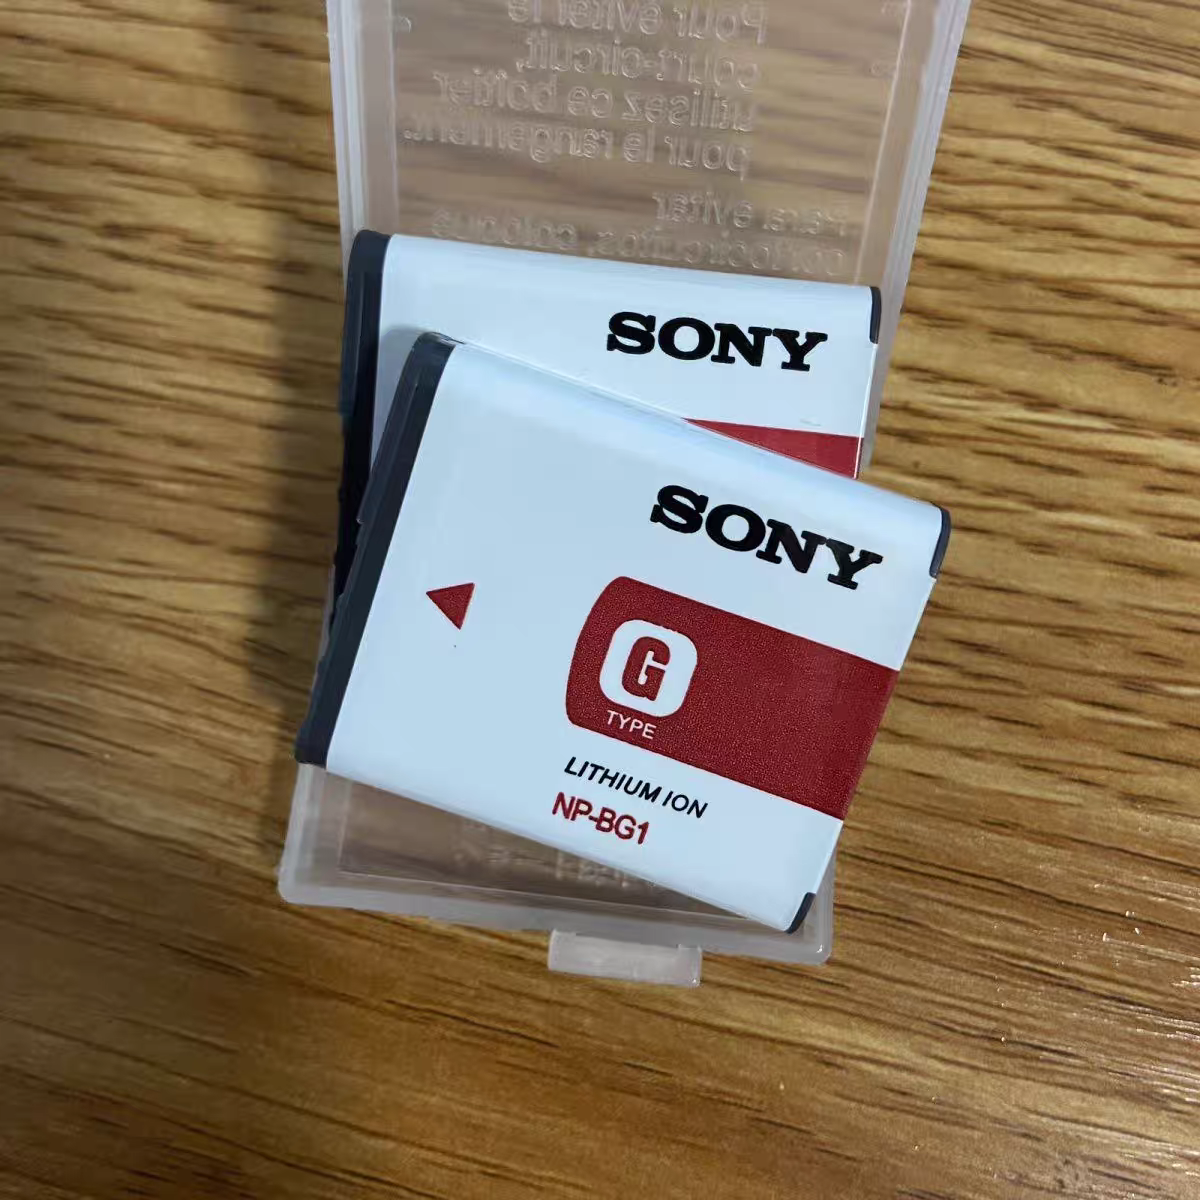 Pour éviter le
court-circuit,
utilisez ce boîtier
pour le rangement.
Para evitar
SONY
SONY
G
TYPE
LITHIUM ION
NP-BG1